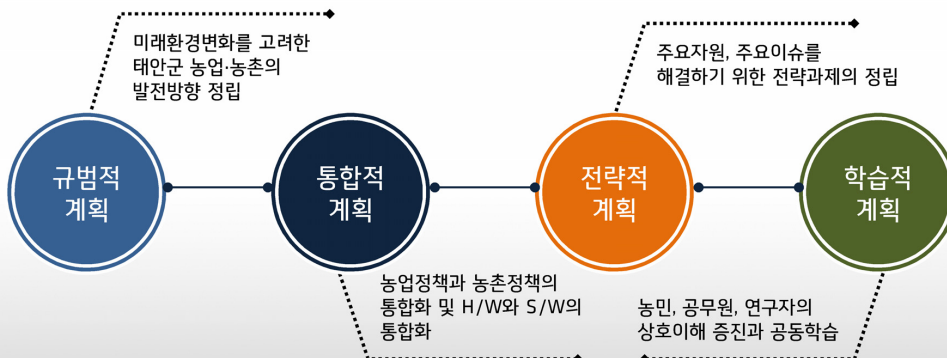 미래환경변화를 고려한
태안군 농업·농촌의
발전방향 정립
주요자원, 주요이슈를
해결하기 위한 전략과제의 정립
규범적
계획
통합적
계획
전략적
계획
학습적
계획
농업정책과 농촌정책의
통합화 및 H/W와 S/W의
통합화
농민, 공무원, 연구자의
상호이해 증진과 공동학습